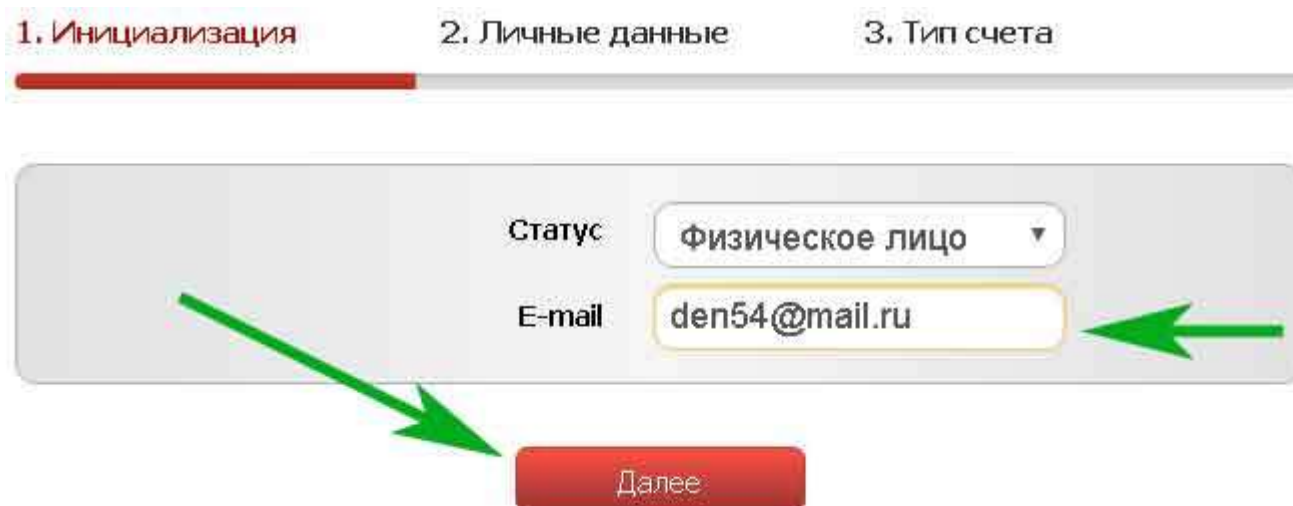 1. Инициализация 2. Личные данные 3. Тип счета
Статус Физическое лицо
E-mail den54@mail.ru
Далее